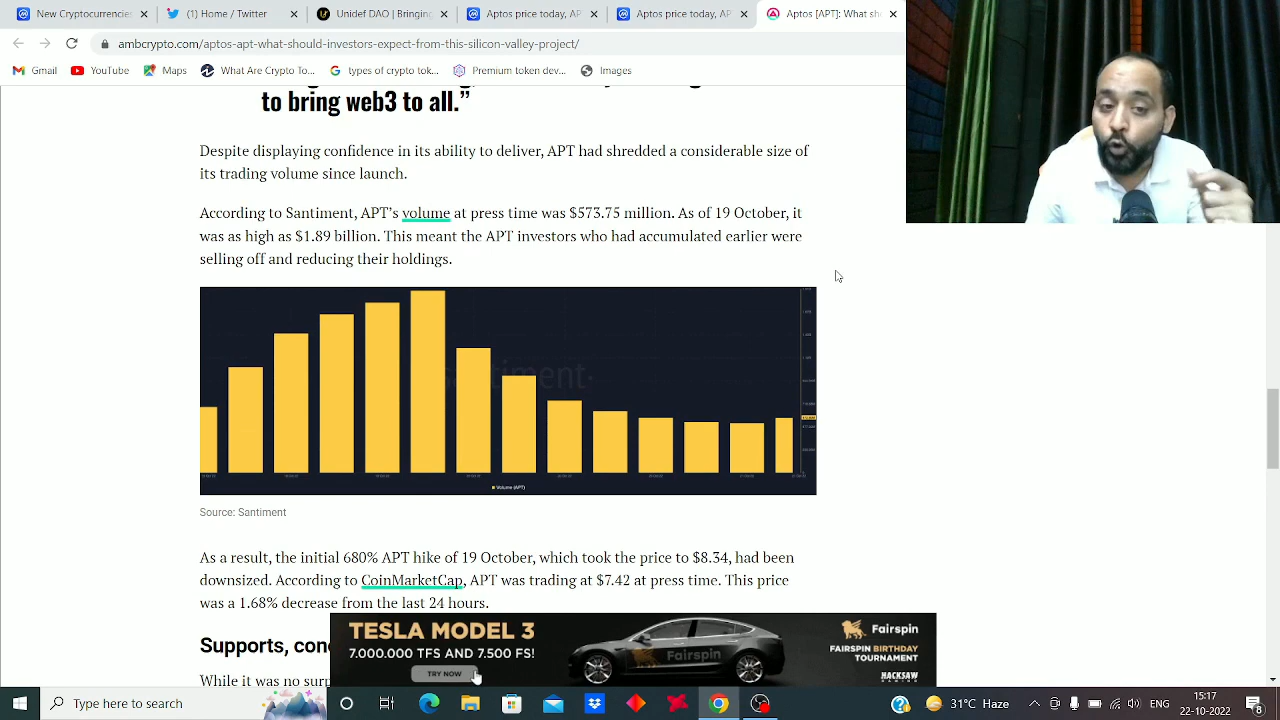 New
(3) Home / Twitter
Leonardo Design | D
Aptos price today, AP
Aptos price today, AP
Aptos [APT]: What sh
ambcrypto.com/aptos-apt-what-should-investors-expect-from-this-silicon-valley-project/
Gmail
YouTube
Maps
What Are Crypto To...
types of crypto tok...
Premium token dev...
Images
to bring web3 to all.”
Despite displaying confidence in its ability to deliver, APT had shredded a considerable size of
its trading volume since launch.
According to Santiment, APT’s volume at press time was $573.75 million. As of 19 October, it
was as high as $1.89 billion. This meant the APT investors who had accumulated earlier were
selling off and reducing their holdings.
santiment.
Volume (APT)
Source: Santiment
As a result, the initial 680% APT hike of 19 October, which took the price to $8.34, had been
downsized. According to CoinMarketCap, APT was trading at $7.42 at press time. This price
was a 1.68% decrease from the last 24 hours.
TESLA MODEL 3
7.000.000 TFS AND 7.500 FS!
TRY NOW
Fairspin
Fairspin
FAIRSPIN BIRTHDAY
TOURNAMENT
HACKSAW
GAMING
Supports, con
While it was no surp
Type here to search
31°C Haze
15:17
22-10-2022
8